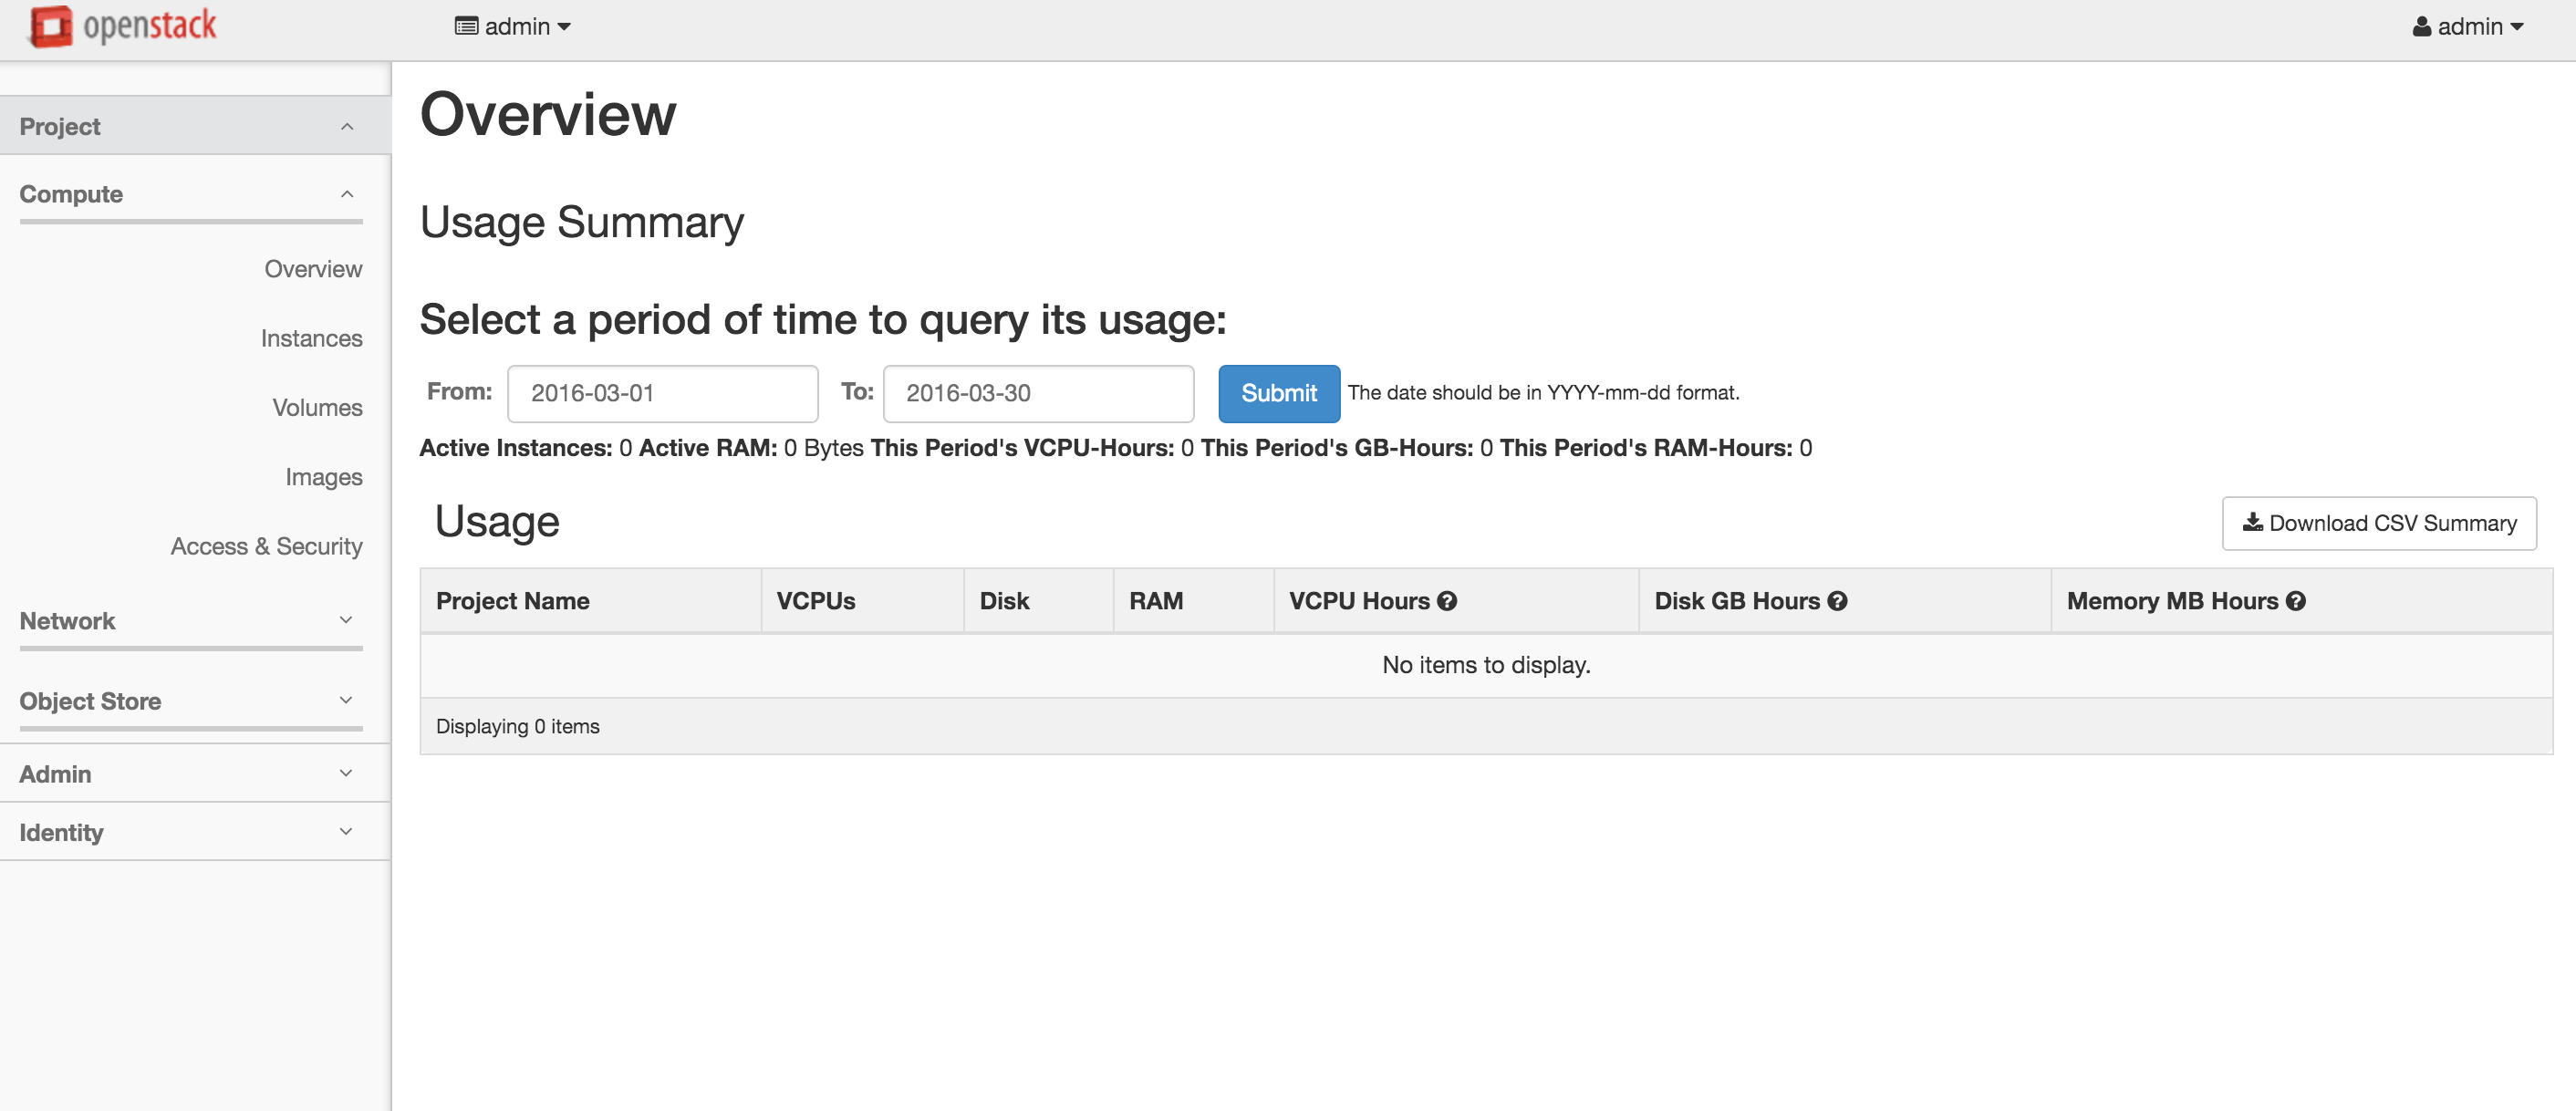 openstack
admin
admin
Project
Compute
Overview
Instances
Volumes
Images
Access & Security
Network
Object Store
Admin
Identity
Overview
Usage Summary
Select a period of time to query its usage:
From: 2016-03-01 To: 2016-03-30 Submit The date should be in YYYY-mm-dd format.
Active Instances: 0 Active RAM: 0 Bytes This Period's VCPU-Hours: 0 This Period's GB-Hours: 0 This Period's RAM-Hours: 0
Usage
Download CSV Summary
Project Name VCPUs Disk RAM VCPU Hours Disk GB Hours Memory MB Hours
No items to display.
Displaying 0 items